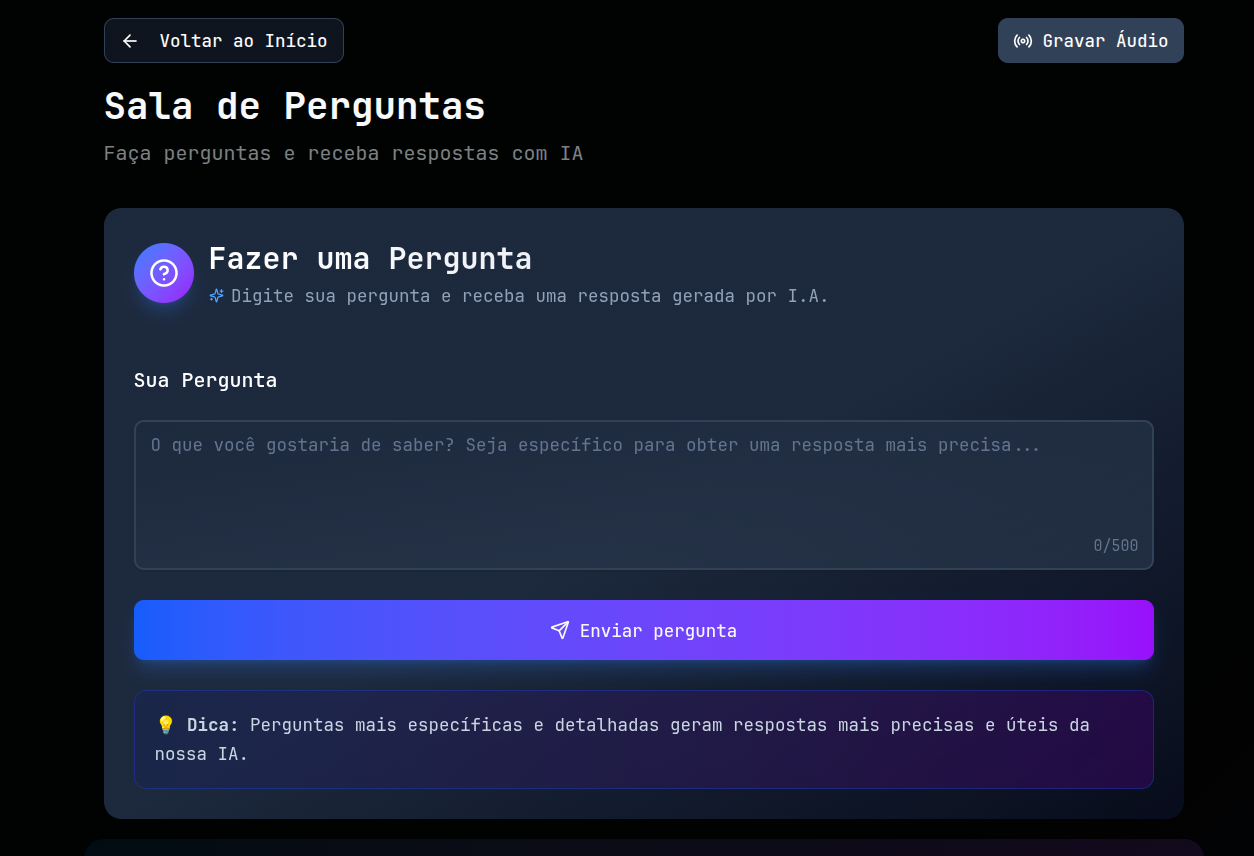 Voltar ao Início
Gravar Áudio
Sala de Perguntas
Faça perguntas e receba respostas com IA
Fazer uma Pergunta
Digite sua pergunta e receba uma resposta gerada por I.A.
Sua Pergunta
O que você gostaria de saber? Seja específico para obter uma resposta mais precisa...
0/500
Enviar pergunta
💡 Dica: Perguntas mais específicas e detalhadas geram respostas mais precisas e úteis da
nossa IA.